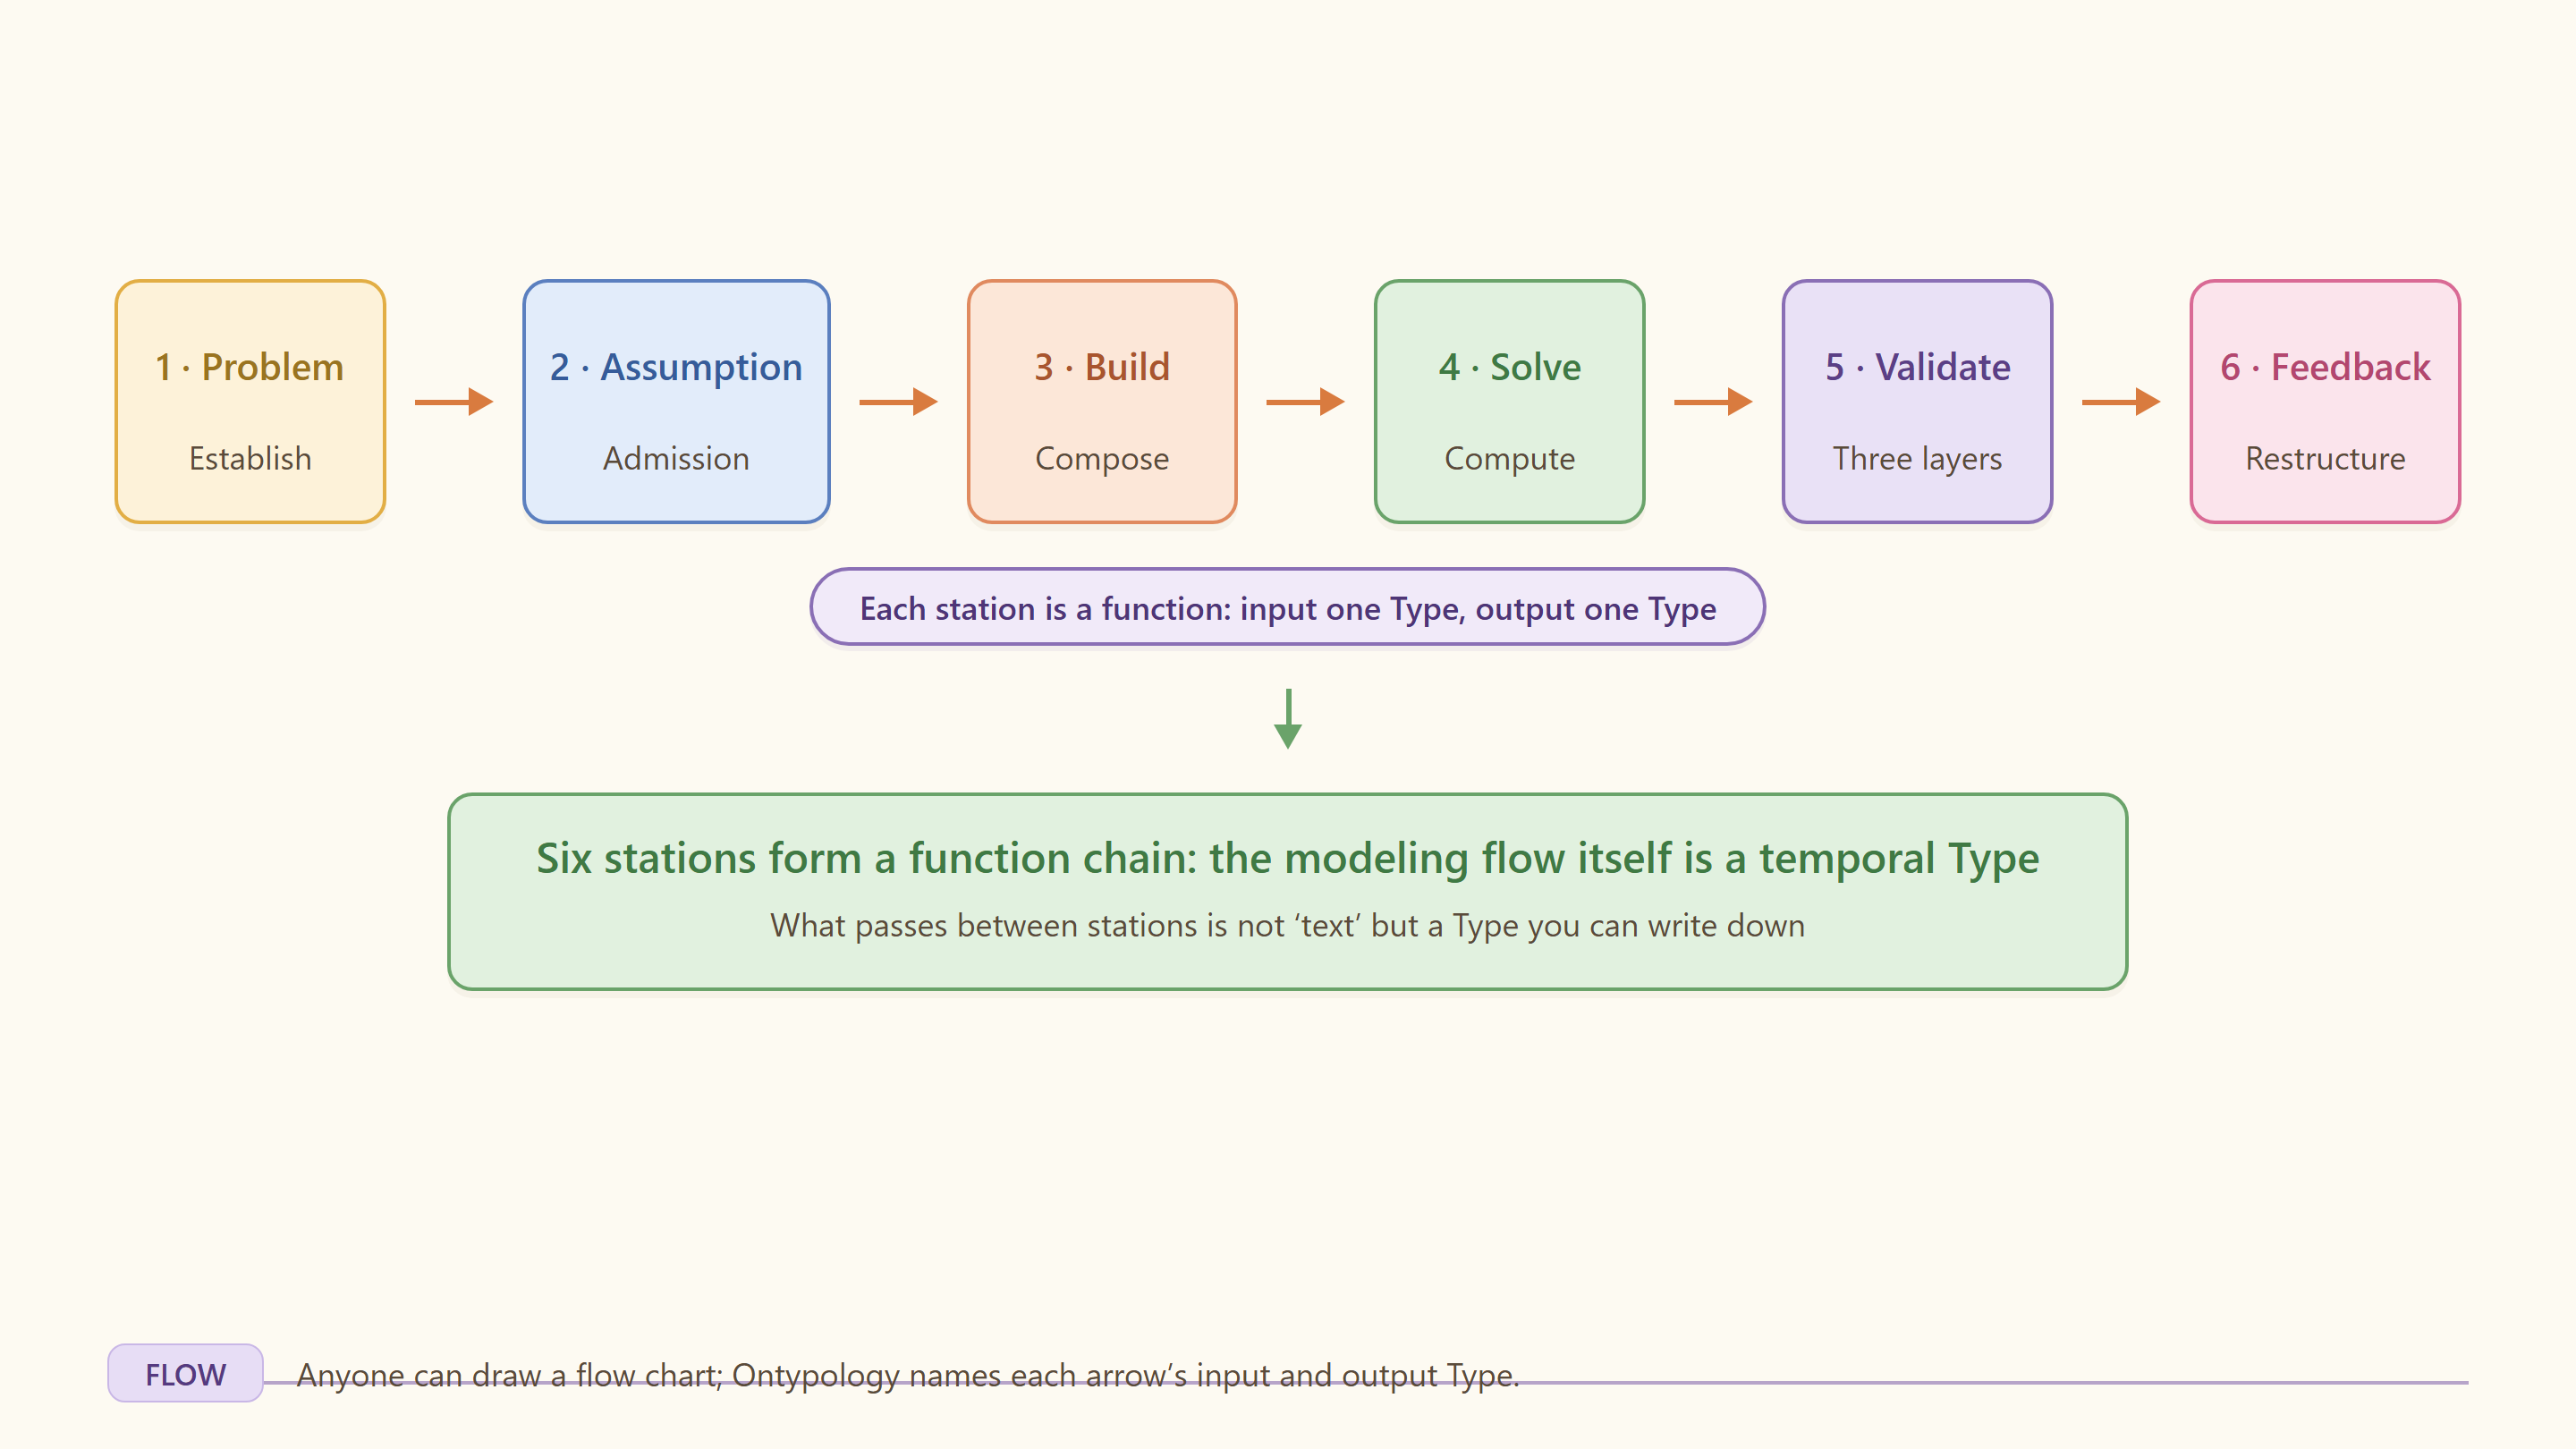 1 · Problem
Establish
2 · Assumption
Admission
3 · Build
Compose
4 · Solve
Compute
5 · Validate
Three layers
6 · Feedback
Restructure
Each station is a function: input one Type, output one Type
Six stations form a function chain: the modeling flow itself is a temporal Type
What passes between stations is not ‘text’ but a Type you can write down
FLOW
Anyone can draw a flow chart; Ontypology names each arrow’s input and output Type.